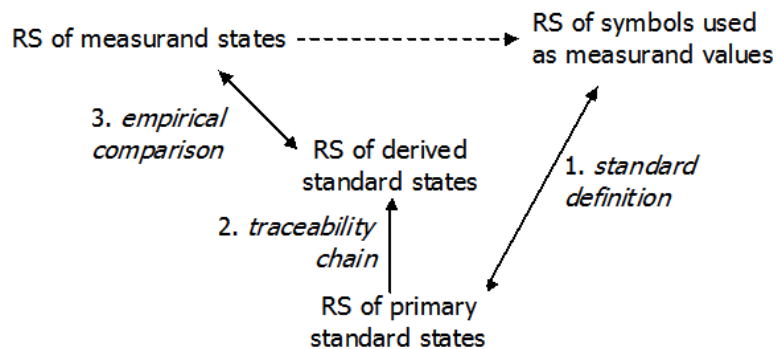 RS of measurand states
RS of symbols used
as measurand values
3. empirical
comparison
RS of derived
standard states
1. standard
definition
2. traceability
chain
RS of primary
standard states